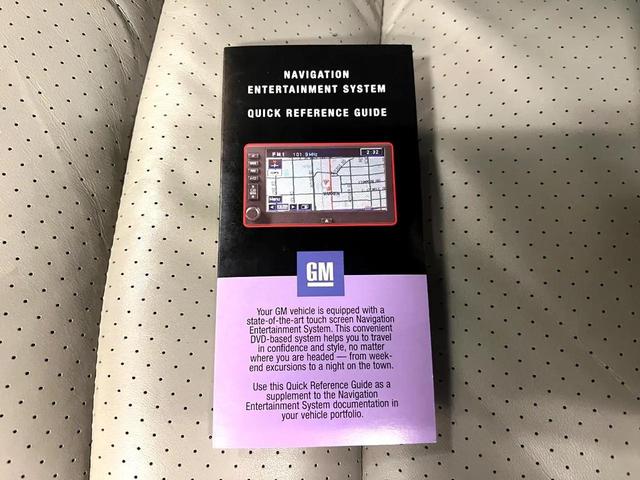 NAVIGATION
ENTERTAINMENT SYSTEM
QUICK REFERENCE GUIDE
FM1 101.9 MHz 2:32
Menu
GM
Your GM vehicle is equipped with a
state-of-the-art touch screen Navigation
Entertainment System. This convenient
DVD-based system helps you to travel
in confidence and style, no matter
where you are headed — from week-
end excursions to a night on the town.
Use this Quick Reference Guide as a
supplement to the Navigation
Entertainment System documentation in
your vehicle portfolio.